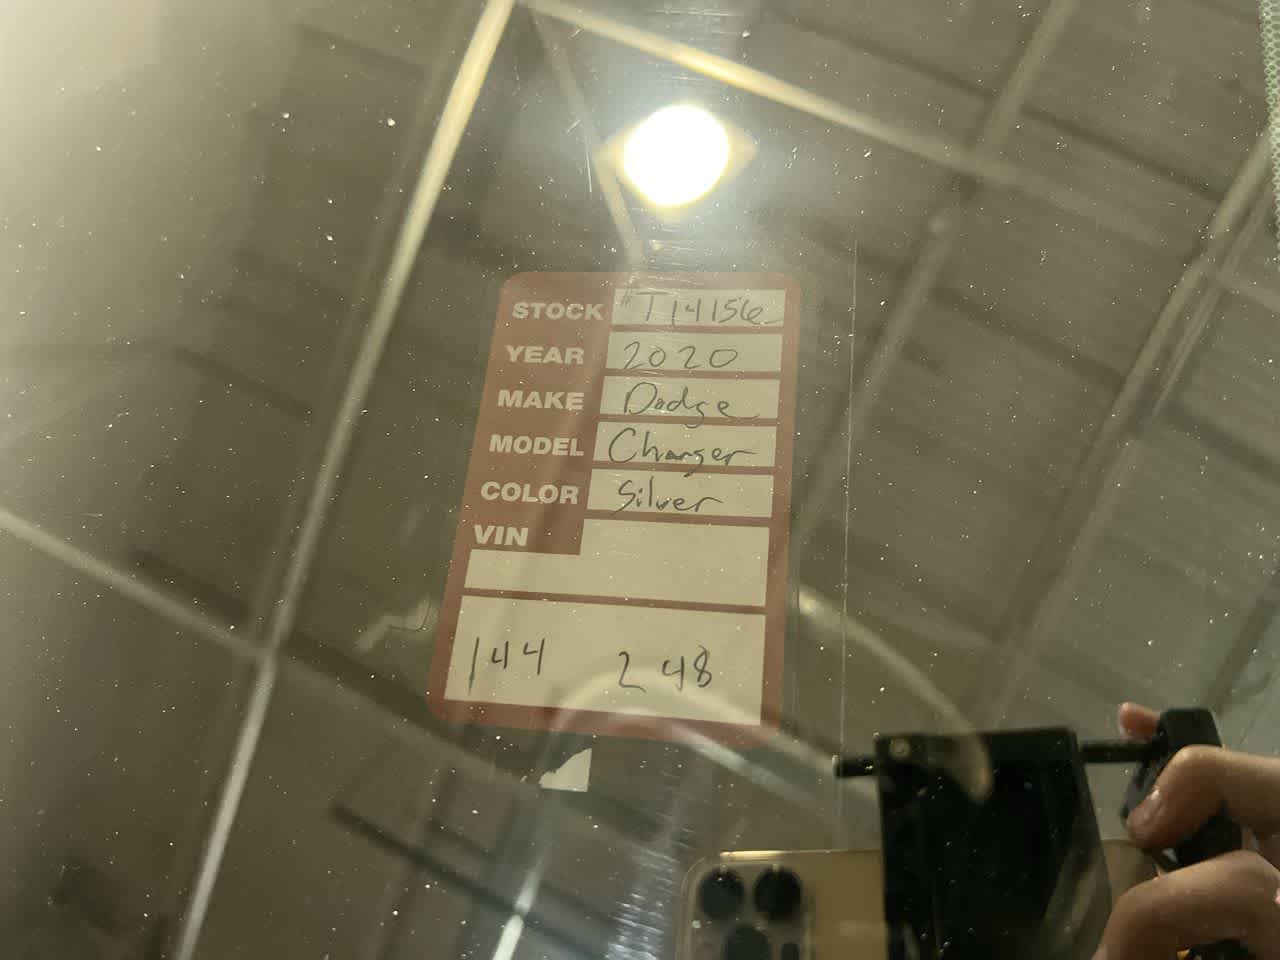 STOCK #T14156
YEAR 2020
MAKE Dodge
MODEL Charger
COLOR Silver
VIN
144 248